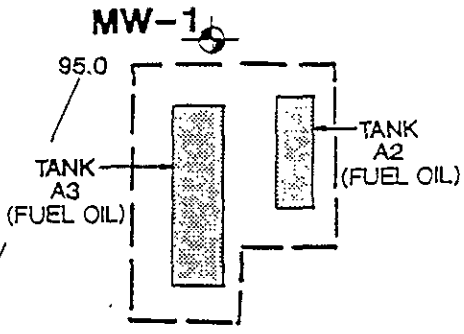 MW-1
95.0
TANK
A3
(FUEL OIL)
TANK
A2
(FUEL OIL)